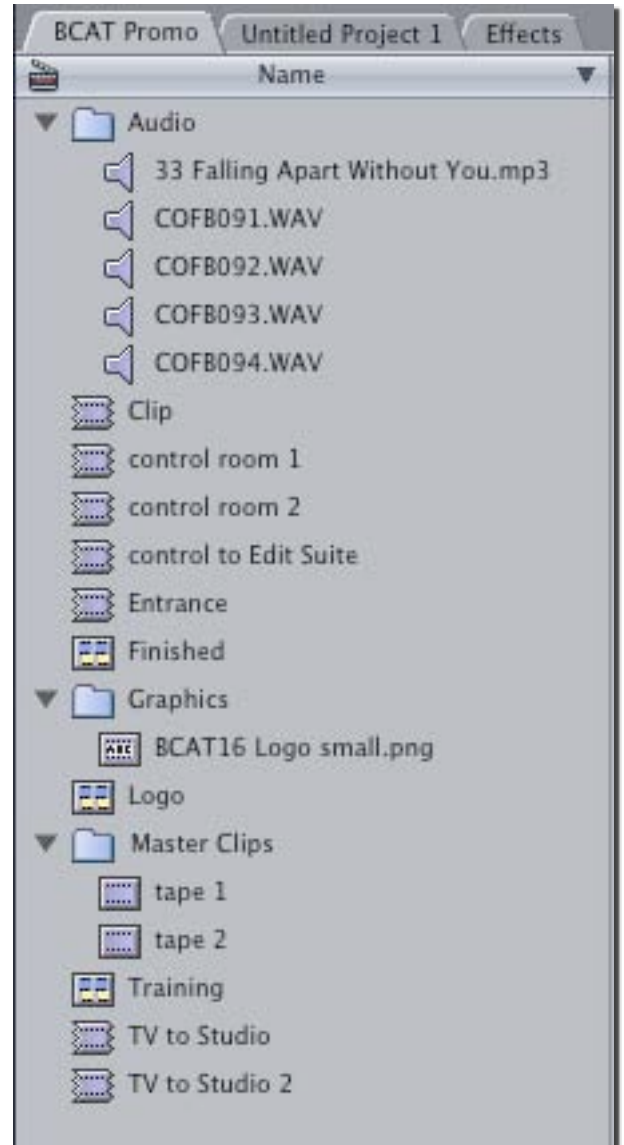 BCAT Promo Untitled Project 1 Effects
Name
Audio
33 Falling Apart Without You.mp3
COFB091.WAV
COFB092.WAV
COFB093.WAV
COFB094.WAV
Clip
control room 1
control room 2
control to Edit Suite
Entrance
Finished
Graphics
ABC BCAT16 Logo small.png
Logo
Master Clips
tape 1
tape 2
Training
TV to Studio
TV to Studio 2